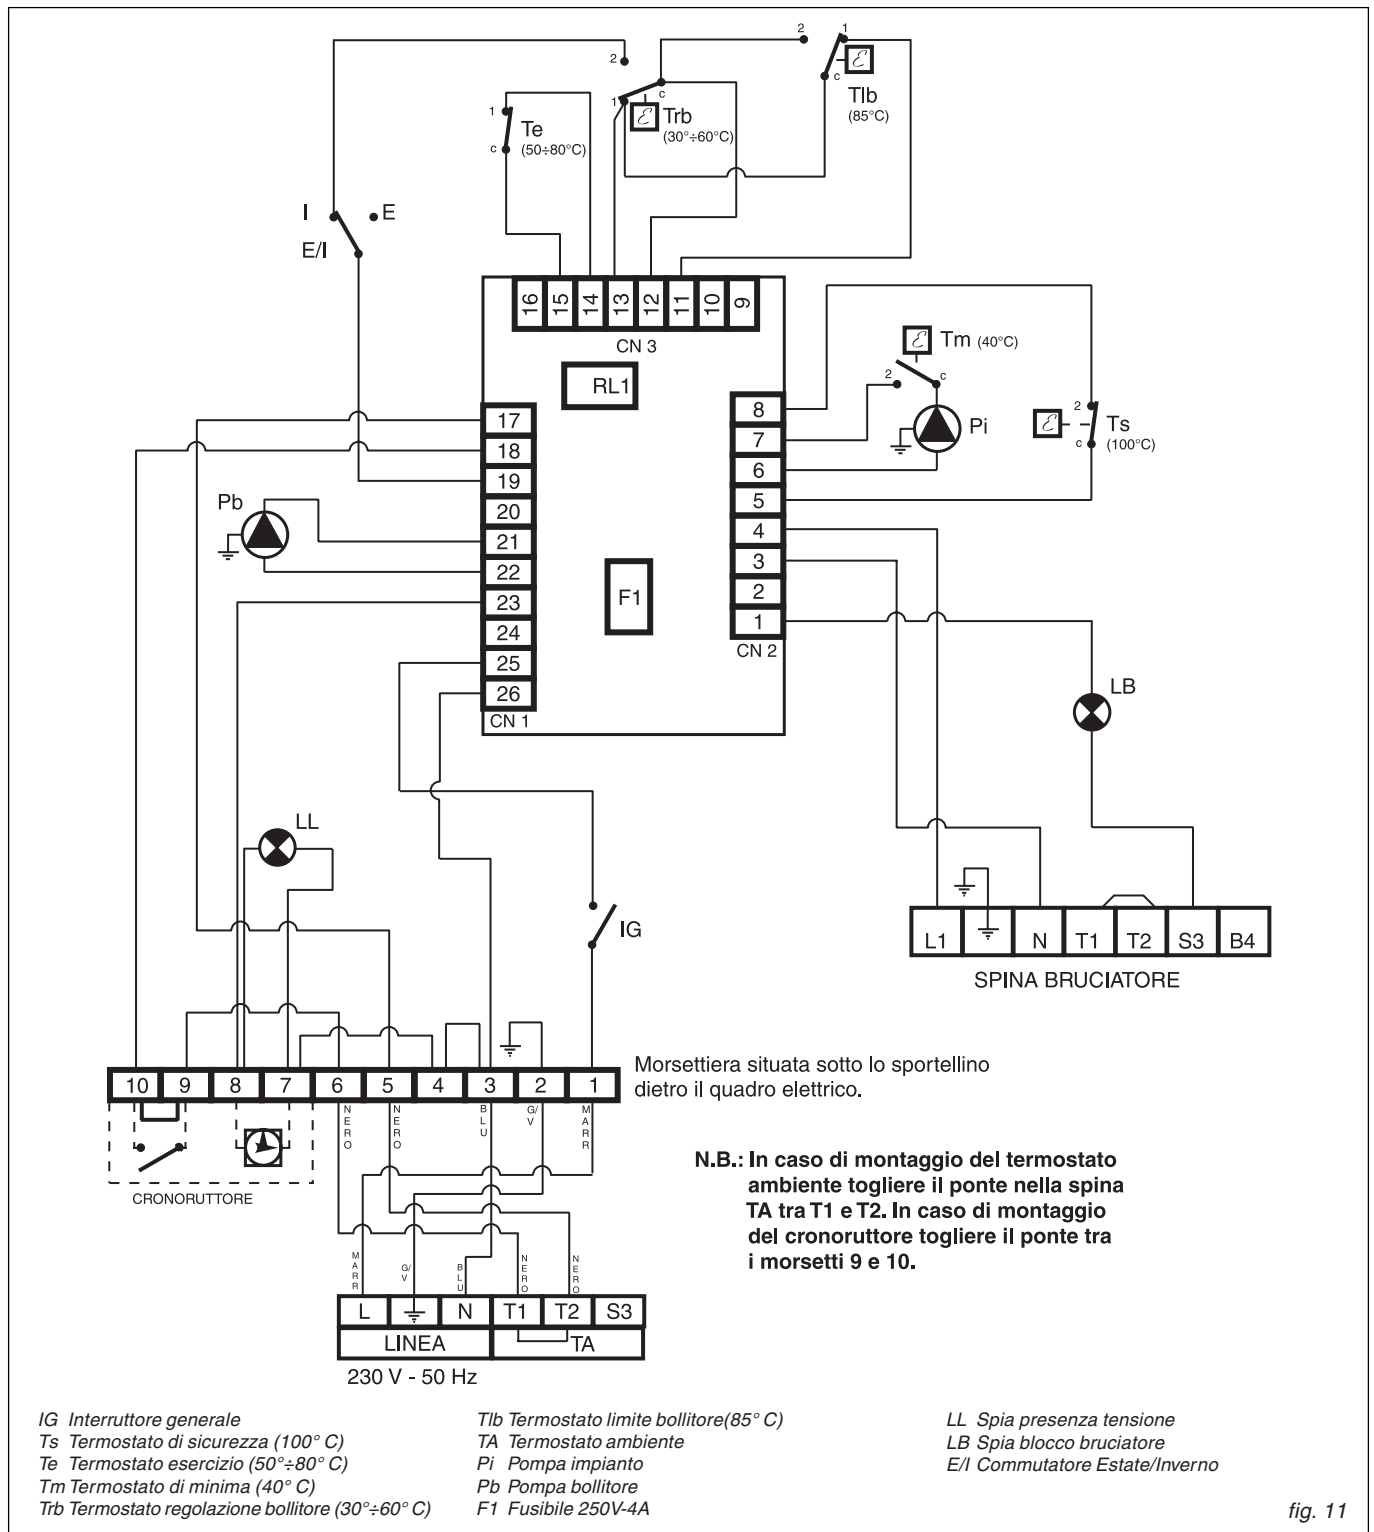 2
1
2
1
c
Tlb
(85°C)
2
c
1
Trb
(30°÷60°C)
1
c
Te
(50÷80°C)
I
E
E/I
16
15
14
13
12
11
10
9
CN 3
RL1
F1
17
18
19
20
21
22
23
24
25
26
CN 1
8
7
6
5
4
3
2
1
CN 2
Tm (40°C)
2
c
Pi
2
c
Ts
(100°C)
Pb
LB
LL
IG
L1
N
T1
T2
S3
B4
SPINA BRUCIATORE
10
9
8
7
6
5
4
3
2
1
Morsettiera situata sotto lo sportellino
dietro il quadro elettrico.
NERO
NERO
BLU
G/V
MARR
CRONORUTTORE
N.B.: In caso di montaggio del termostato
ambiente togliere il ponte nella spina
TA tra T1 e T2. In caso di montaggio
del cronoruttore togliere il ponte tra
i morsetti 9 e 10.
MARR
G/V
BLU
NERO
NERO
L
N
T1
T2
S3
LINEA
TA
230 V - 50 Hz
IG Interruttore generale
Ts Termostato di sicurezza (100° C)
Te Termostato esercizio (50°÷80° C)
Tm Termostato di minima (40° C)
Trb Termostato regolazione bollitore (30°÷60° C)
Tlb Termostato limite bollitore(85° C)
TA Termostato ambiente
Pi Pompa impianto
Pb Pompa bollitore
F1 Fusibile 250V-4A
LL Spia presenza tensione
LB Spia blocco bruciatore
E/I Commutatore Estate/Inverno
fig. 11